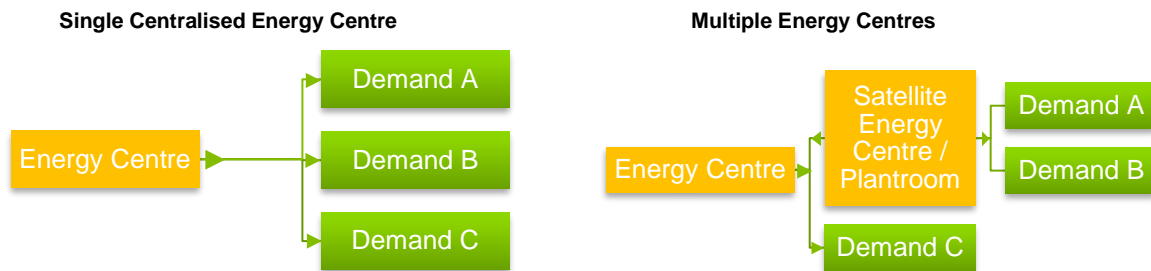 Single Centralised Energy Centre
Energy Centre
Demand A
Demand B
Demand C
Multiple Energy Centres
Energy Centre
Satellite
Energy
Centre /
Plantroom
Demand A
Demand B
Demand C